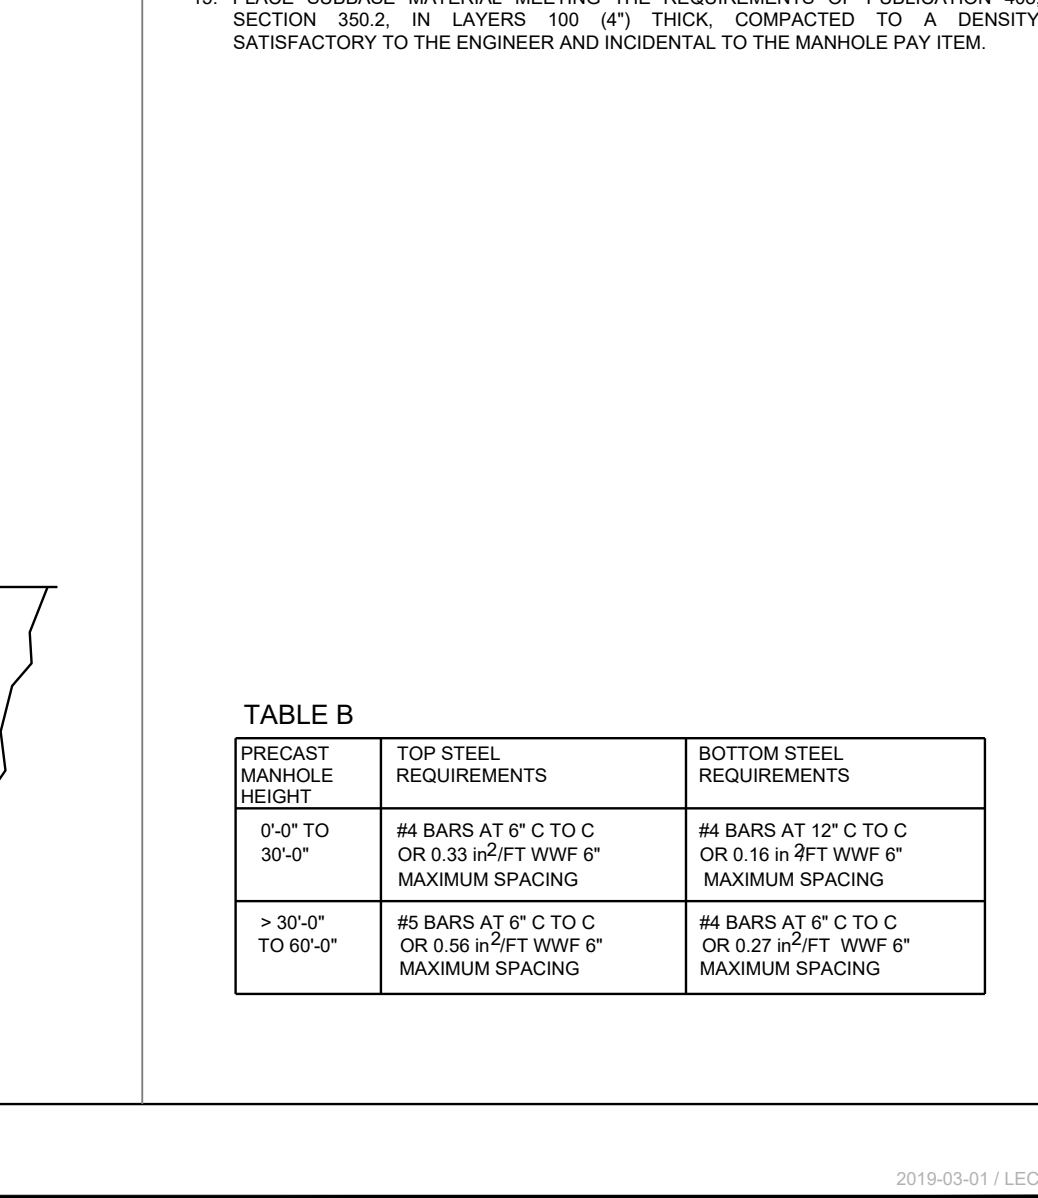 SECTION 350.2, IN LAYERS 100 (4") THICK, COMPACTED TO A DENSITY
SATISFACTORY TO THE ENGINEER AND INCIDENTAL TO THE MANHOLE PAY ITEM.
TABLE B
PRECAST
MANHOLE
HEIGHT
TOP STEEL
REQUIREMENTS
BOTTOM STEEL
REQUIREMENTS
0'-0" TO
30'-0"
#4 BARS AT 6" C TO C
OR 0.33 in²/FT WWF 6"
MAXIMUM SPACING
#4 BARS AT 12" C TO C
OR 0.16 in²/FT WWF 6"
MAXIMUM SPACING
> 30'-0"
TO 60'-0"
#5 BARS AT 6" C TO C
OR 0.56 in²/FT WWF 6"
MAXIMUM SPACING
#4 BARS AT 6" C TO C
OR 0.27 in²/FT WWF 6"
MAXIMUM SPACING
2019-03-01 / LEC